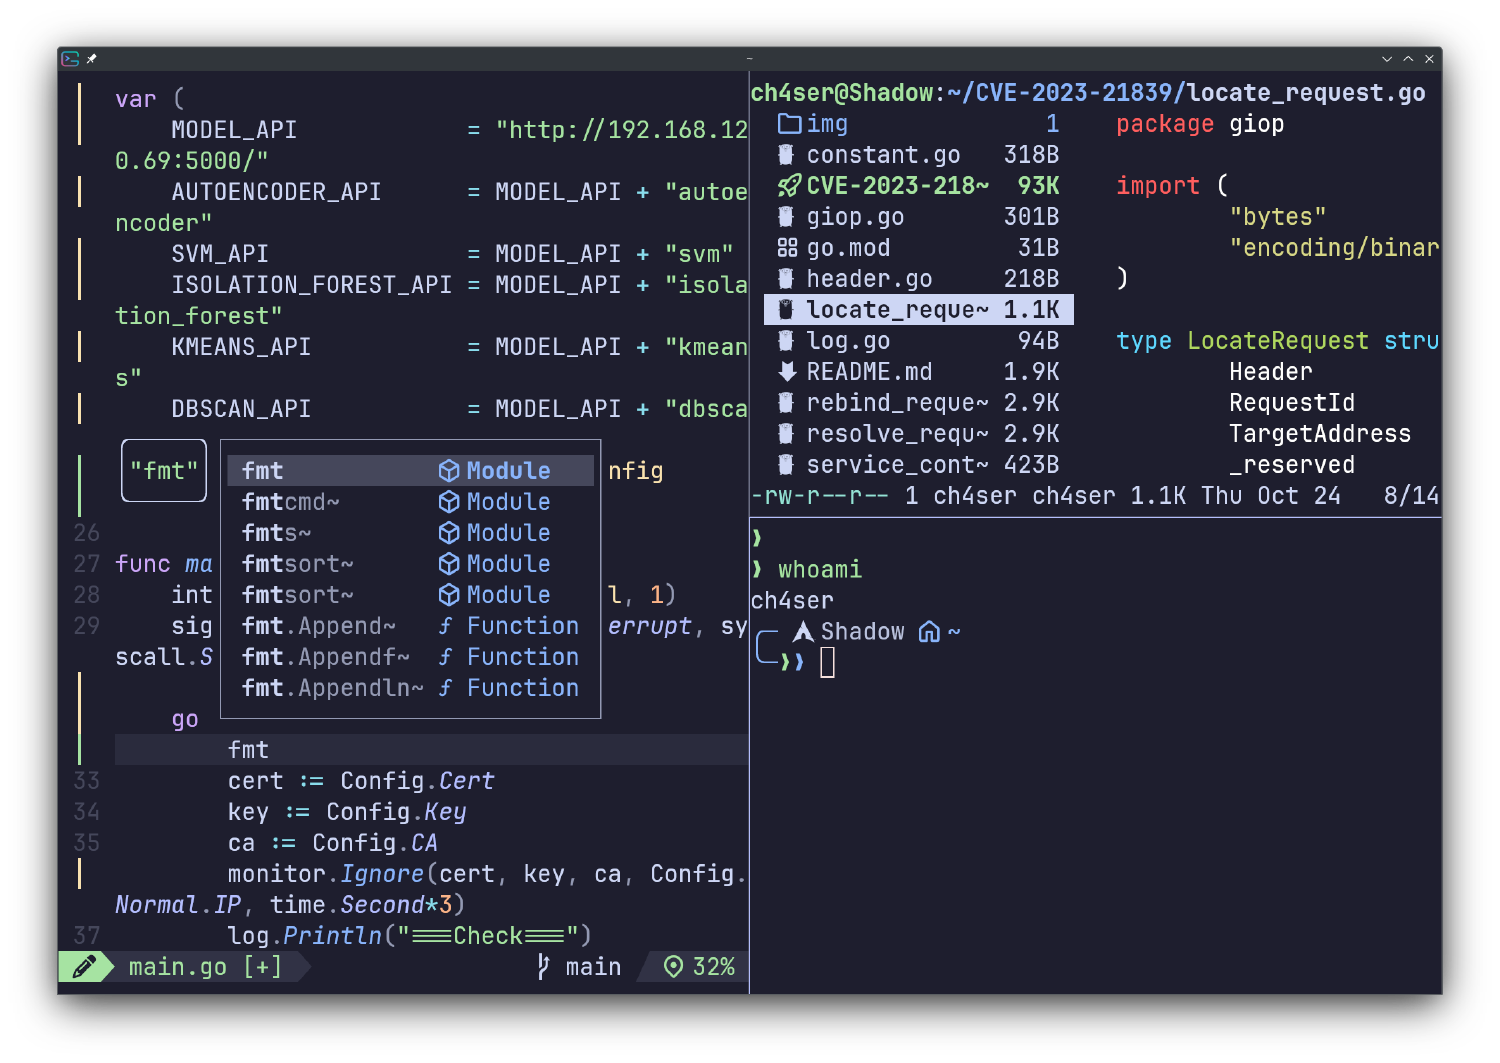 ~
var (
MODEL_API = "http://192.168.12
0.69:5000/"
AUTOENCODER_API = MODEL_API + "autoe
ncoder"
SVM_API = MODEL_API + "svm"
ISOLATION_FOREST_API = MODEL_API + "isola
tion_forest"
KMEANS_API = MODEL_API + "kmean
s"
DBSCAN_API = MODEL_API + "dbsca
"fmt"
nfig
fmt Module
fmtcmd~ Module
fmts~ Module
fmtsort~ Module
fmtsort~ Module
fmt.Append~ f Function
fmt.Appendf~ f Function
fmt.Appendln~ f Function
26
27 func ma
28 int l, 1)
29 sig errupt, sy
scall.S
go
fmt
33 cert := Config.Cert
34 key := Config.Key
35 ca := Config.CA
monitor.Ignore(cert, key, ca, Config.
Normal.IP, time.Second*3)
37 log.Println("===Check===")
main.go [+] main 32%
ch4ser@Shadow:~/CVE-2023-21839/locate_request.go
img 1
constant.go 318B
CVE-2023-218~ 93K
giop.go 301B
go.mod 31B
header.go 218B
locate_reque~ 1.1K
log.go 94B
README.md 1.9K
rebind_reque~ 2.9K
resolve_requ~ 2.9K
service_cont~ 423B
package giop
import (
"bytes"
"encoding/binar
)
type LocateRequest stru
Header
RequestId
TargetAddress
_reserved
-rw-r--r-- 1 ch4ser ch4ser 1.1K Thu Oct 24 8/14
❱
❱ whoami
ch4ser
Shadow ~
❱❱